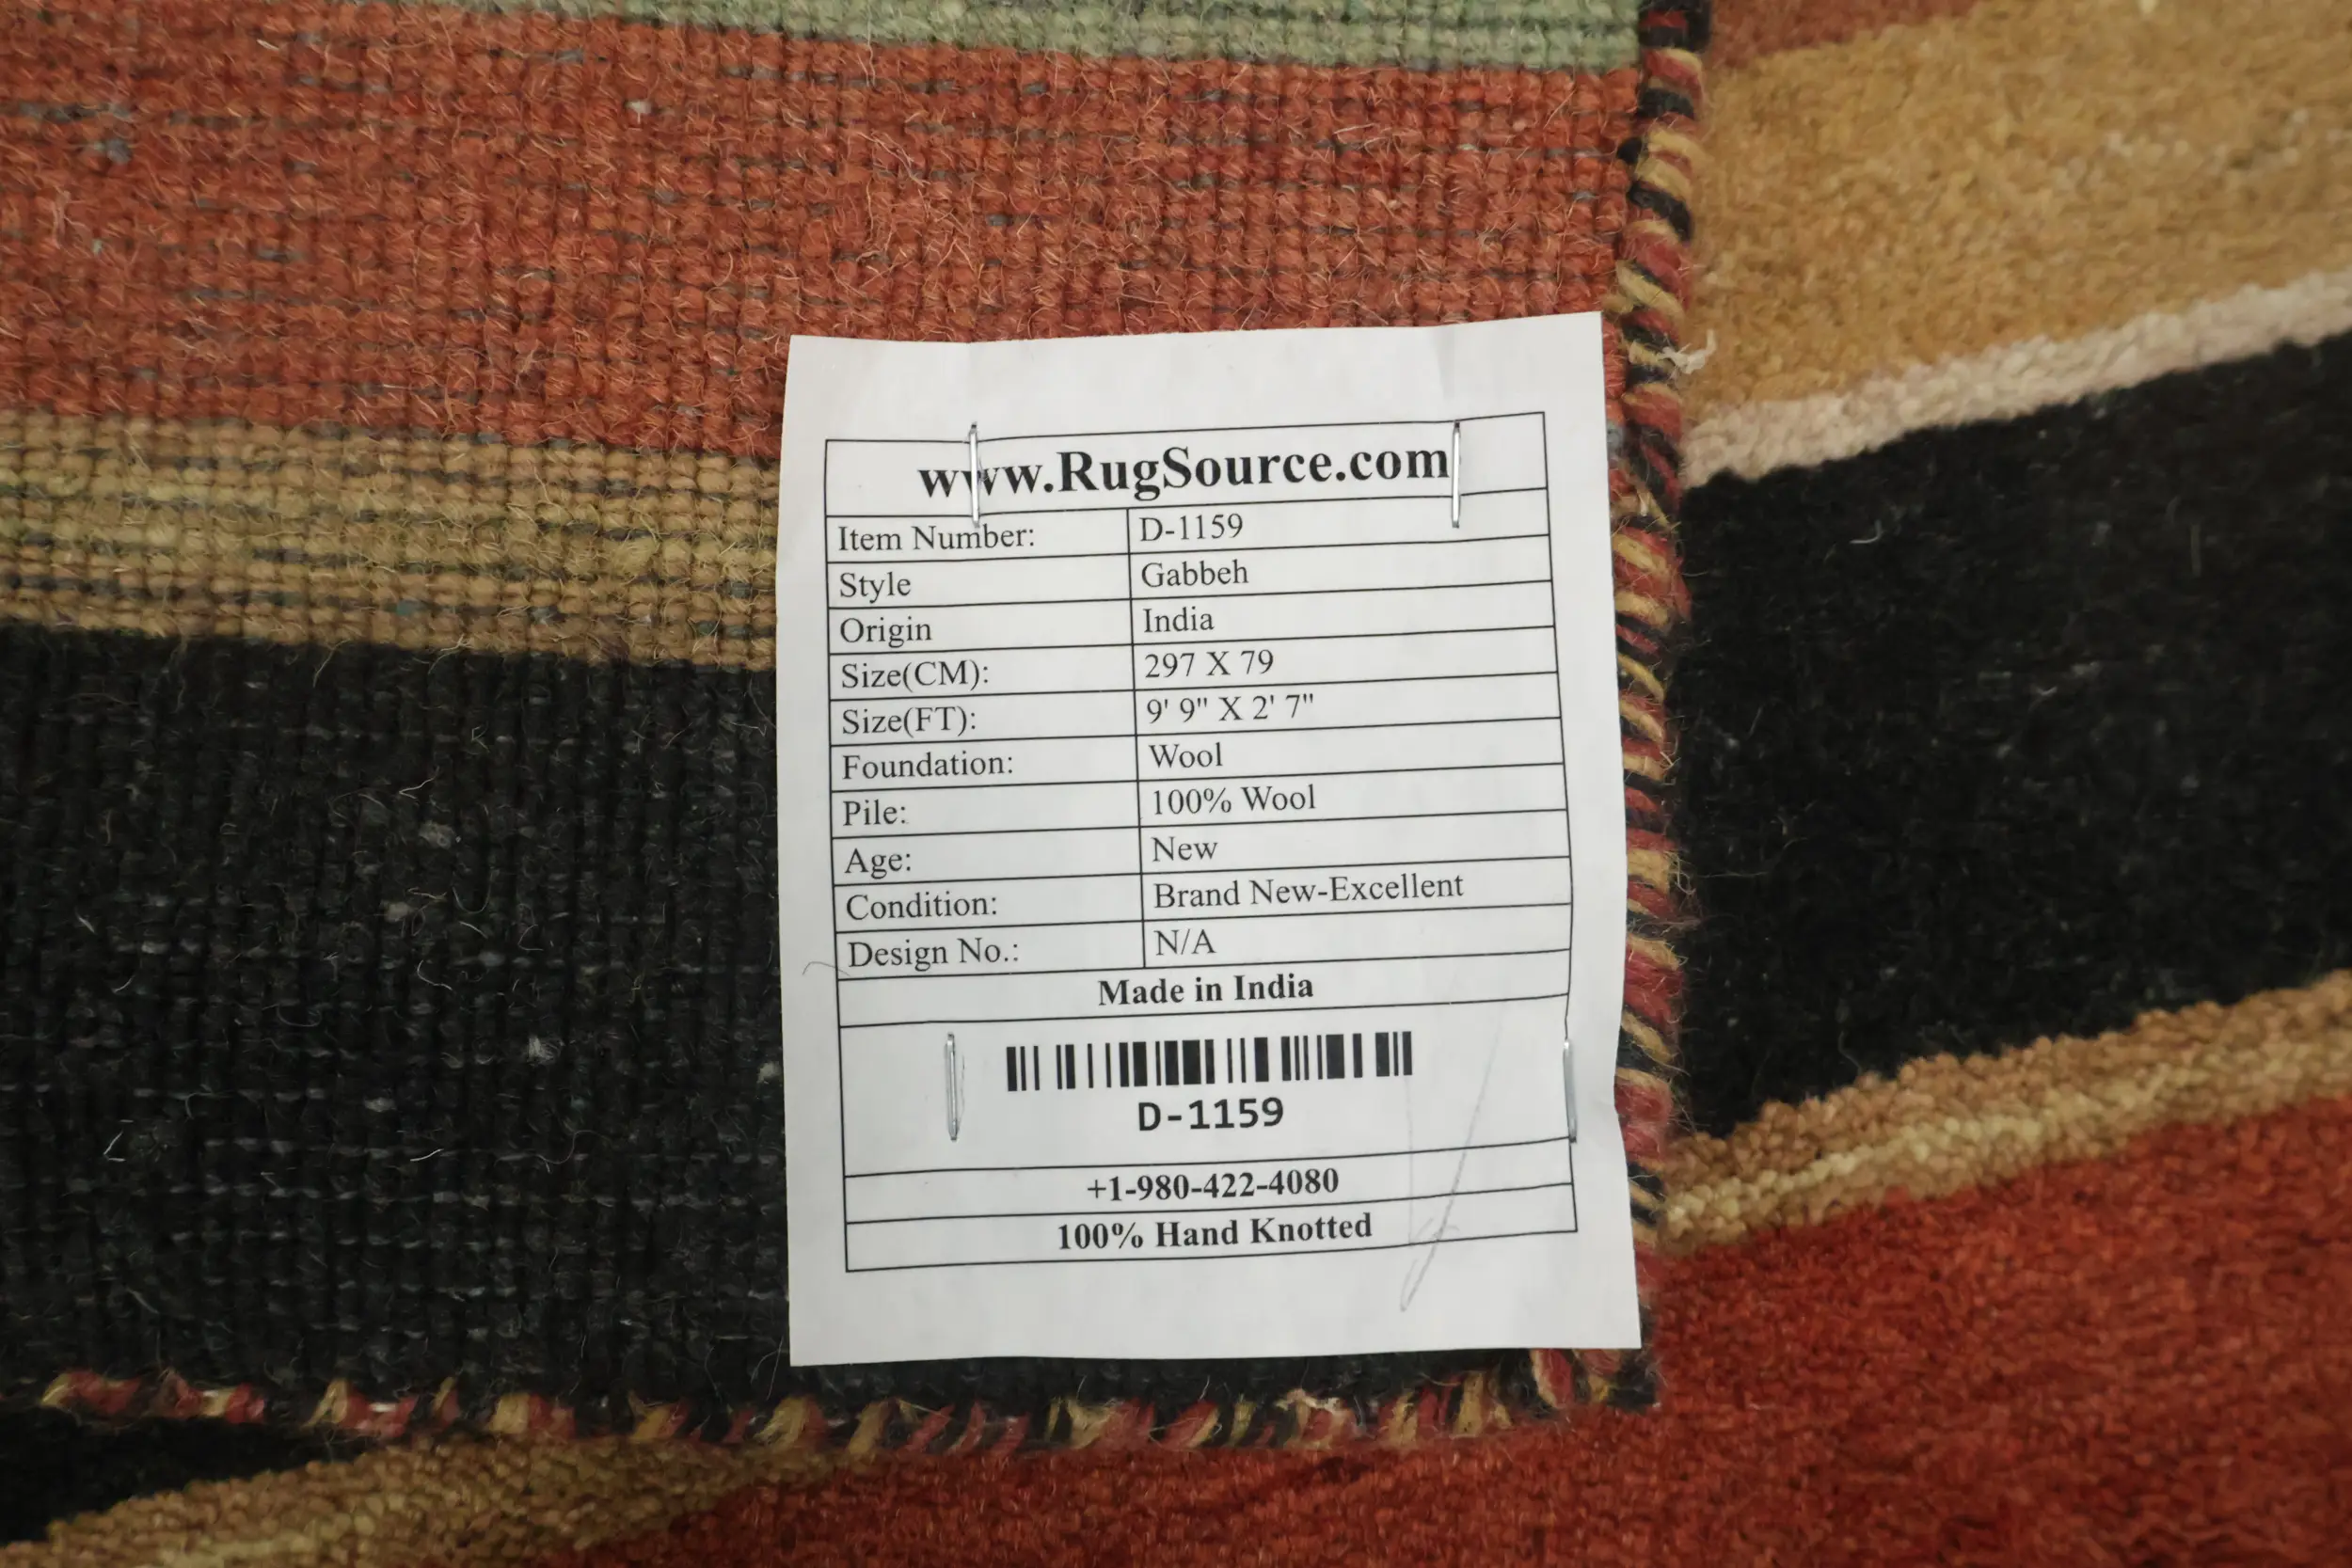 www.RugSource.com
Item Number: D-1159
Style Gabbeh
Origin India
Size(CM): 297 X 79
Size(FT): 9' 9" X 2' 7"
Foundation: Wool
Pile: 100% Wool
Age: New
Condition: Brand New-Excellent
Design No.: N/A
Made in India
D-1159
+1-980-422-4080
100% Hand Knotted